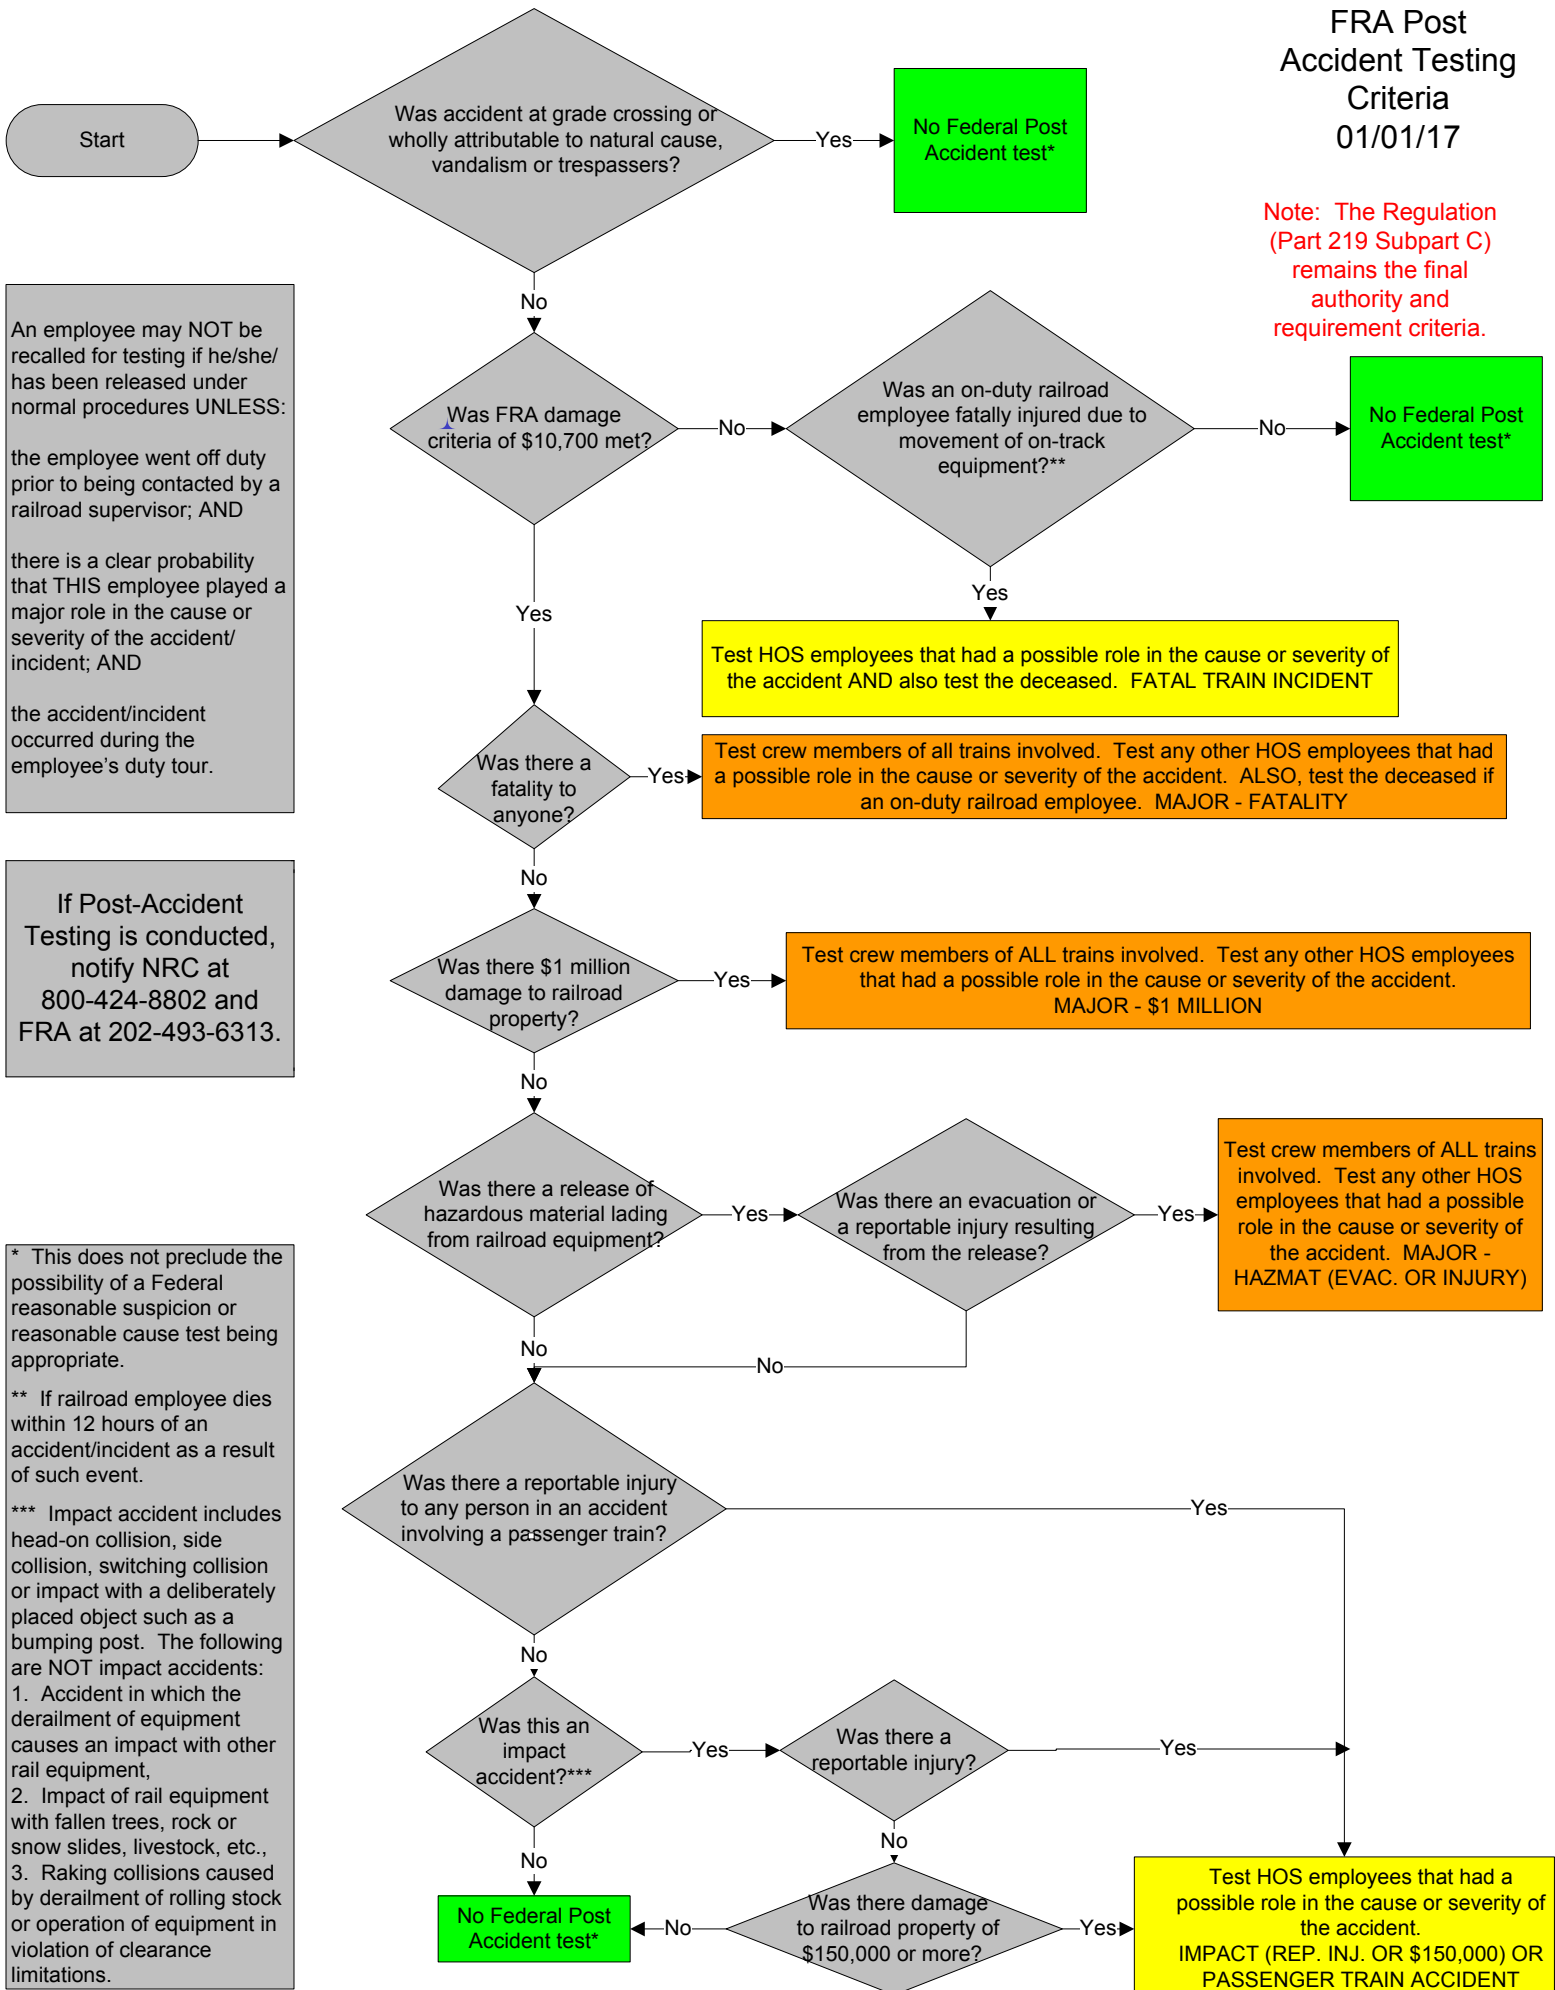 FRA Post
Accident Testing
Criteria
01/01/17
Note: The Regulation
(Part 219 Subpart C)
remains the final
authority and
requirement criteria.
Start
Was accident at grade crossing or
wholly attributable to natural cause,
vandalism or trespassers?
Yes
No Federal Post
Accident test*
No
An employee may NOT be
recalled for testing if he/she/
has been released under
normal procedures UNLESS:
the employee went off duty
prior to being contacted by a
railroad supervisor; AND
there is a clear probability
that THIS employee played a
major role in the cause or
severity of the accident/
incident; AND
the accident/incident
occurred during the
employee's duty tour.
Was FRA damage
criteria of $10,700 met?
No
Was an on-duty railroad
employee fatally injured due to
movement of on-track
equipment?**
No
No Federal Post
Accident test*
Yes
Yes
Test HOS employees that had a possible role in the cause or severity of
the accident AND also test the deceased. FATAL TRAIN INCIDENT
Was there a
fatality to
anyone?
Yes
Test crew members of all trains involved. Test any other HOS employees that had
a possible role in the cause or severity of the accident. ALSO, test the deceased if
an on-duty railroad employee. MAJOR - FATALITY
No
If Post-Accident
Testing is conducted,
notify NRC at
800-424-8802 and
FRA at 202-493-6313.
Was there $1 million
damage to railroad
property?
Yes
Test crew members of ALL trains involved. Test any other HOS employees
that had a possible role in the cause or severity of the accident.
MAJOR - $1 MILLION
No
Was there a release of
hazardous material lading
from railroad equipment?
Yes
Was there an evacuation or
a reportable injury resulting
from the release?
Yes
Test crew members of ALL trains
involved. Test any other HOS
employees that had a possible
role in the cause or severity of
the accident. MAJOR -
HAZMAT (EVAC. OR INJURY)
No
No
* This does not preclude the
possibility of a Federal
reasonable suspicion or
reasonable cause test being
appropriate.
** If railroad employee dies
within 12 hours of an
accident/incident as a result
of such event.
*** Impact accident includes
head-on collision, side
collision, switching collision
or impact with a deliberately
placed object such as a
bumping post. The following
are NOT impact accidents:
1. Accident in which the
derailment of equipment
causes an impact with other
rail equipment,
2. Impact of rail equipment
with fallen trees, rock or
snow slides, livestock, etc.,
3. Raking collisions caused
by derailment of rolling stock
or operation of equipment in
violation of clearance
limitations.
Was there a reportable injury
to any person in an accident
involving a passenger train?
Yes
No
Was this an
impact
accident?***
Yes
Was there a
reportable injury?
Yes
No
No
No Federal Post
Accident test*
No
Was there damage
to railroad property of
$150,000 or more?
Yes
Test HOS employees that had a
possible role in the cause or severity of
the accident.
IMPACT (REP. INJ. OR $150,000) OR
PASSENGER TRAIN ACCIDENT